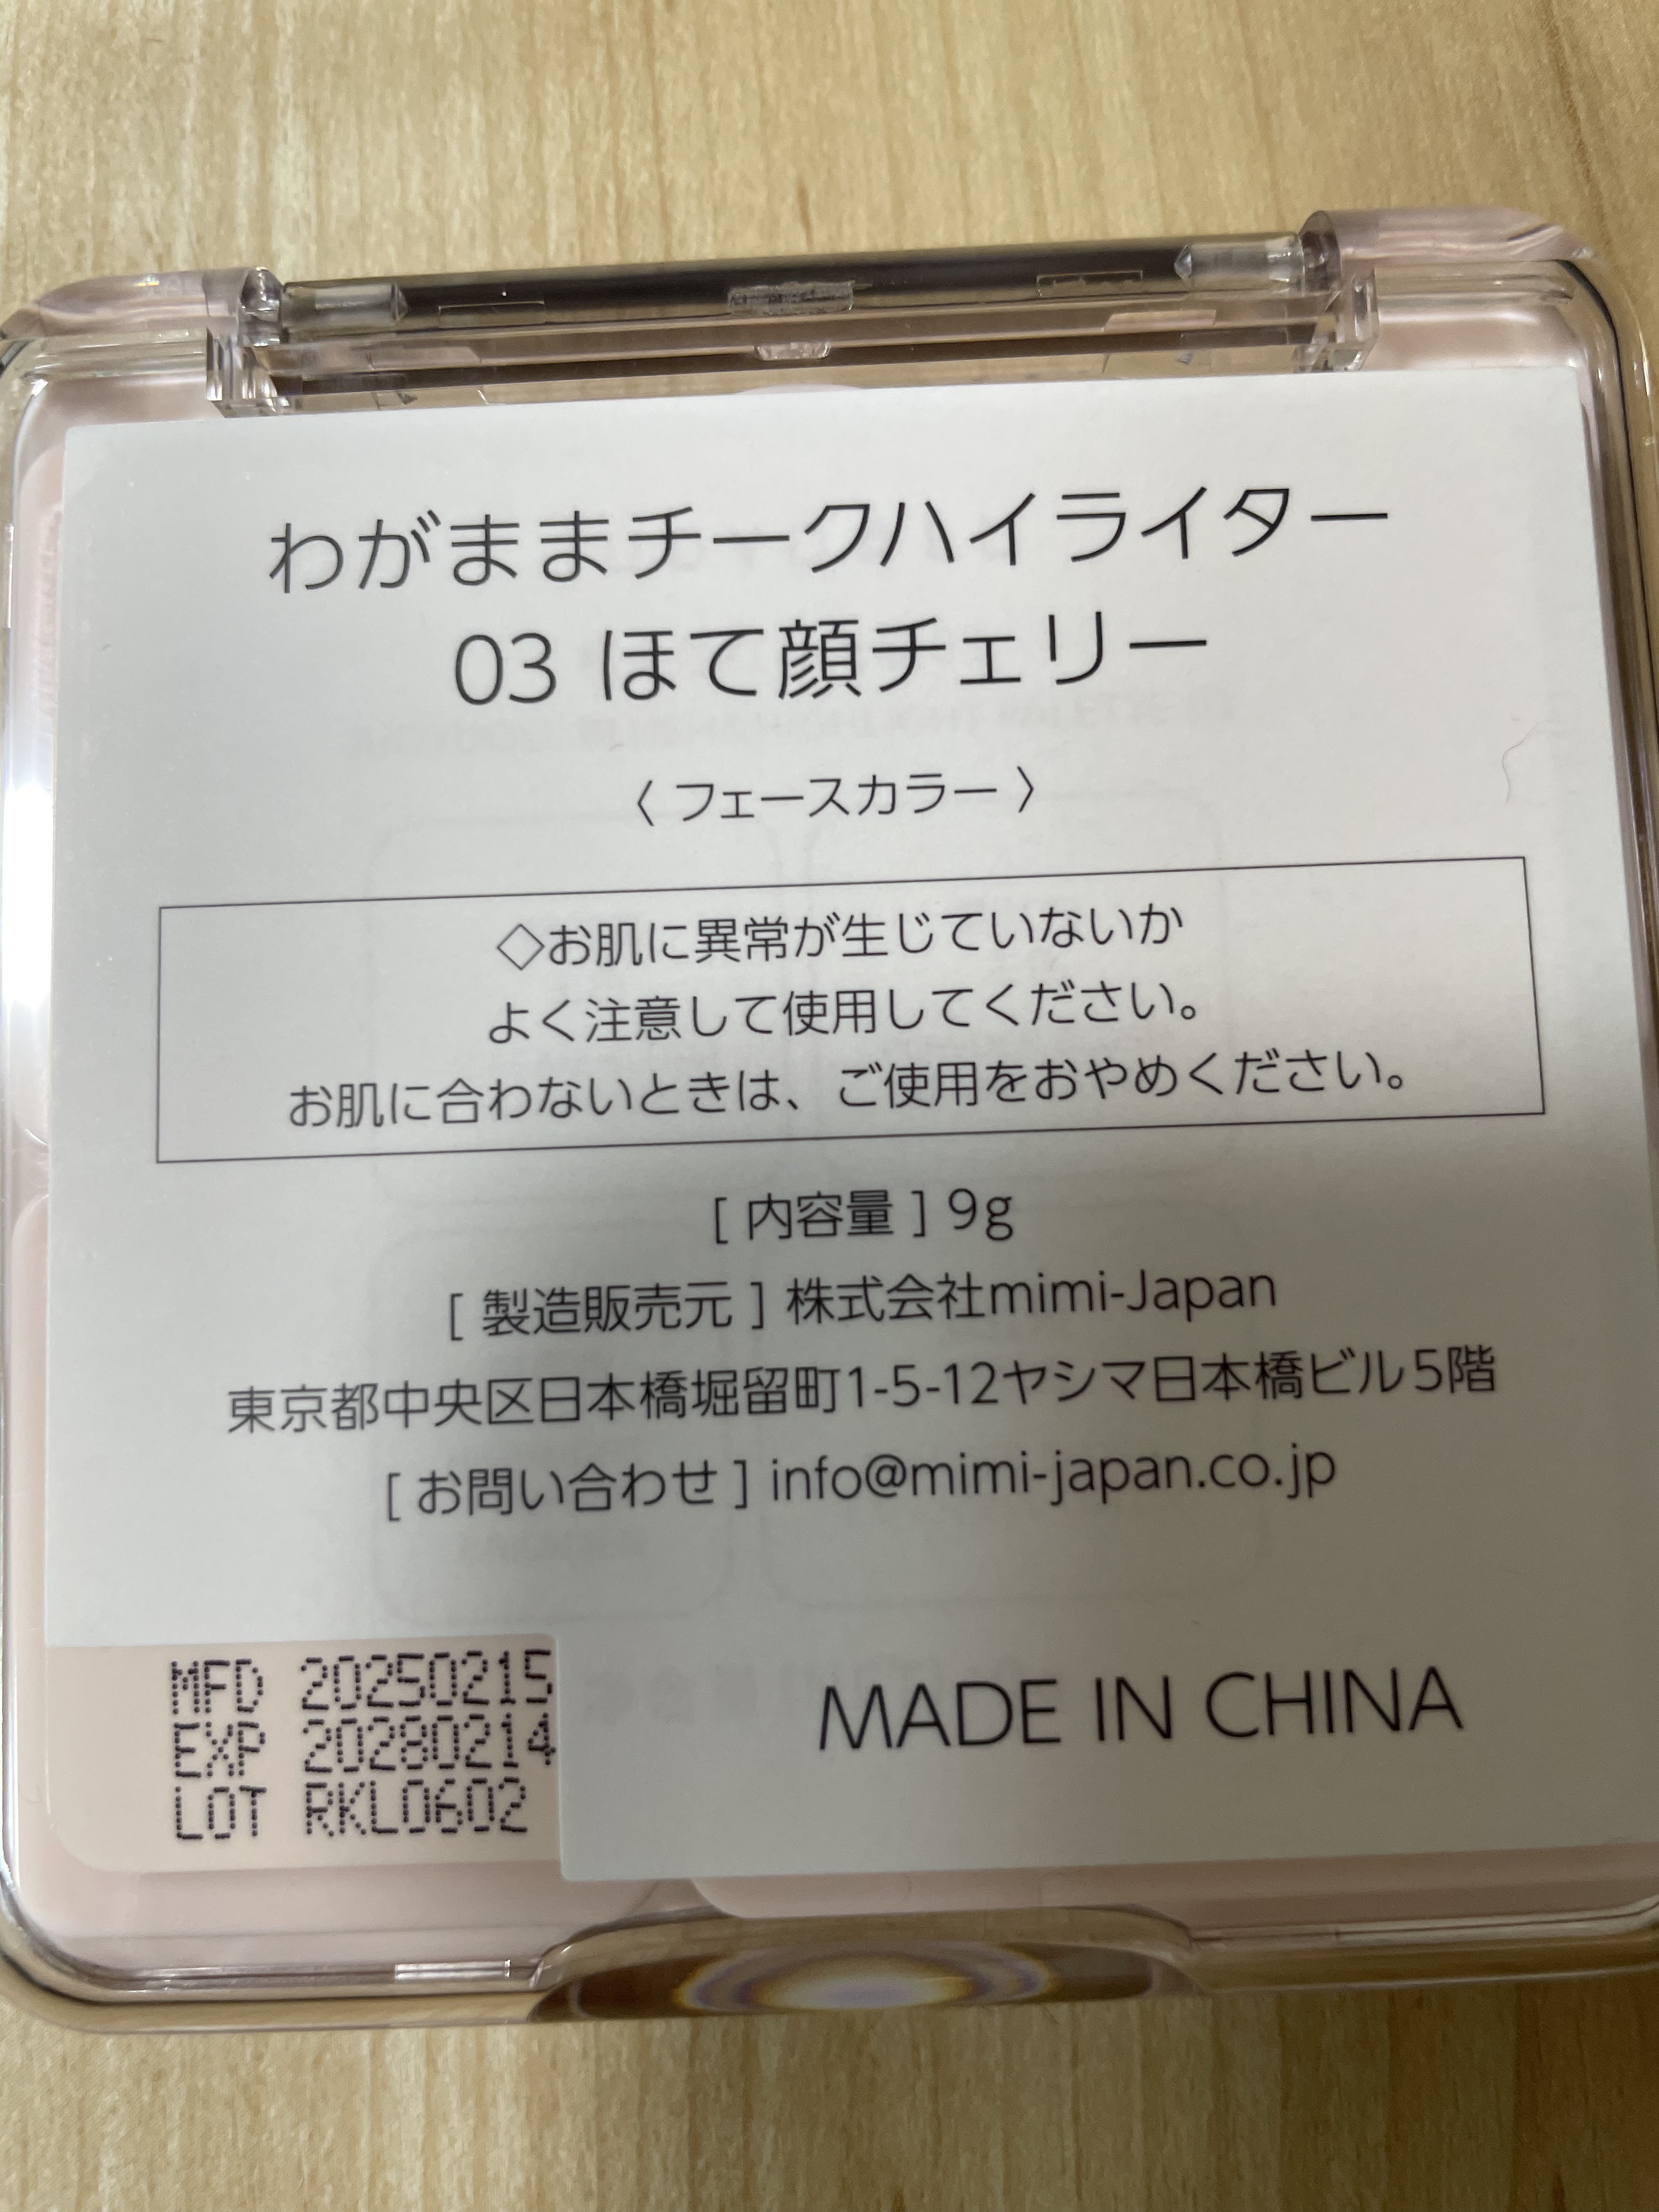 わがままチークハイライター
03 ほて顔チェリー
〈 フェースカラー 〉
◇お肌に異常が生じていないか
よく注意して使用してください。
お肌に合わないときは、ご使用をおやめください。
[ 内容量 ] 9g
[ 製造販売元 ] 株式会社mimi-Japan
東京都中央区日本橋堀留町1-5-12ヤシマ日本橋ビル5階
[ お問い合わせ ] info@mimi-japan.co.jp
MFD 20250215
EXP 20280214
LOT RKL0602
MADE IN CHINA